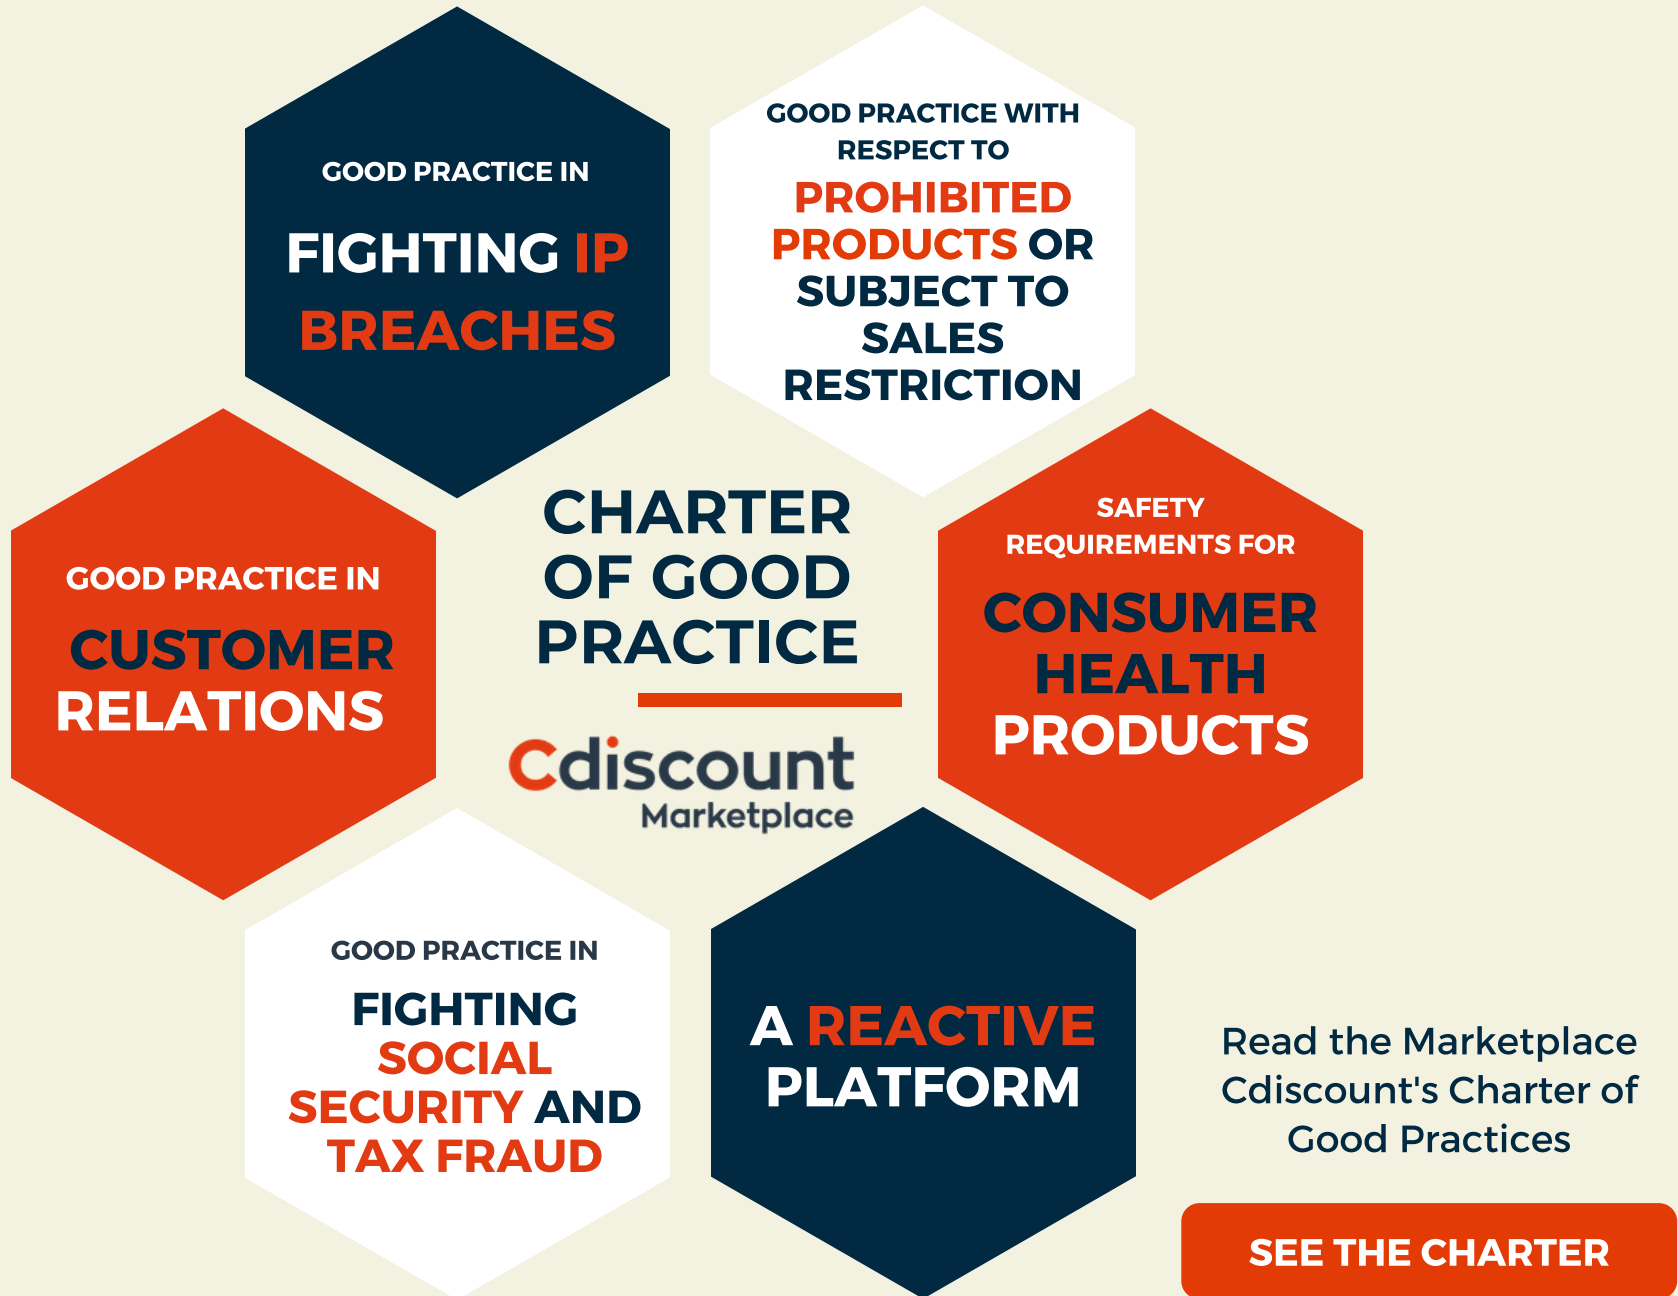 GOOD PRACTICE IN
FIGHTING IP
BREACHES
GOOD PRACTICE WITH
RESPECT TO
PROHIBITED
PRODUCTS OR
SUBJECT TO
SALES
RESTRICTION
GOOD PRACTICE IN
CUSTOMER
RELATIONS
CHARTER
OF GOOD
PRACTICE
Cdiscount
Marketplace
SAFETY
REQUIREMENTS FOR
CONSUMER
HEALTH
PRODUCTS
GOOD PRACTICE IN
FIGHTING
SOCIAL
SECURITY AND
TAX FRAUD
A REACTIVE
PLATFORM
Read the Marketplace
Cdiscount's Charter of
Good Practices
SEE THE CHARTER